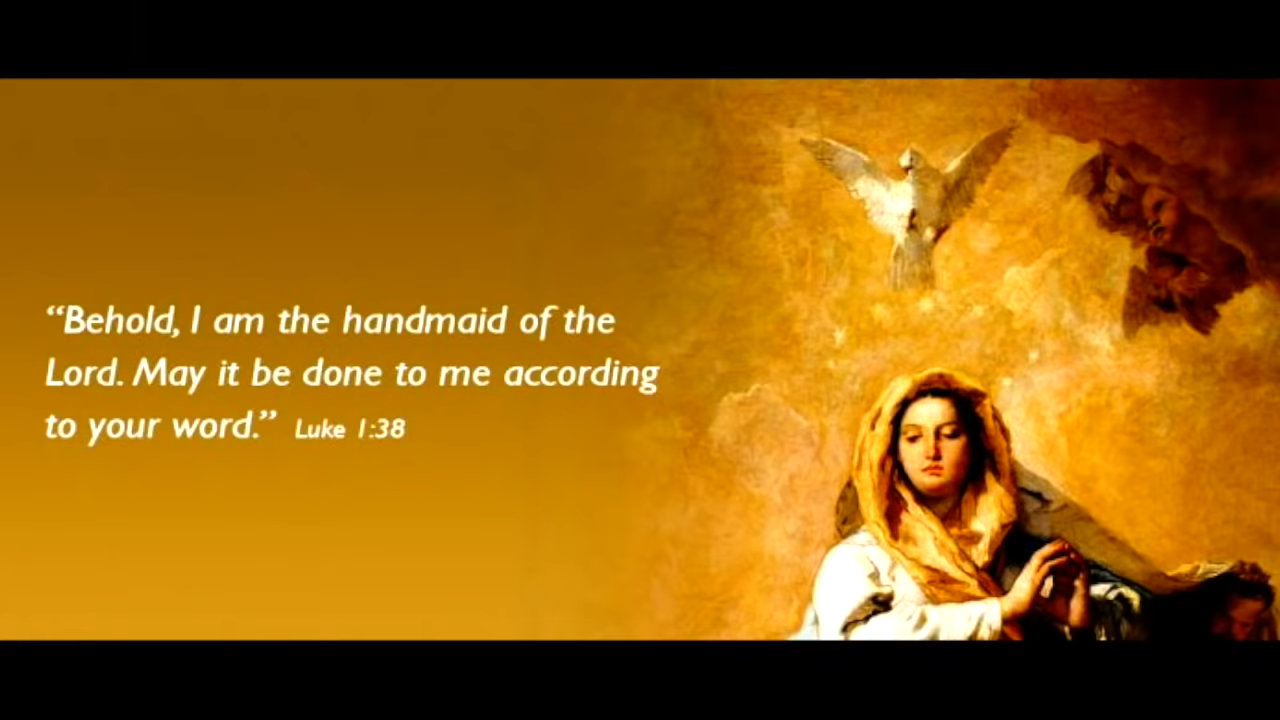 “Behold, I am the handmaid of the
Lord. May it be done to me according
to your word.” Luke 1:38